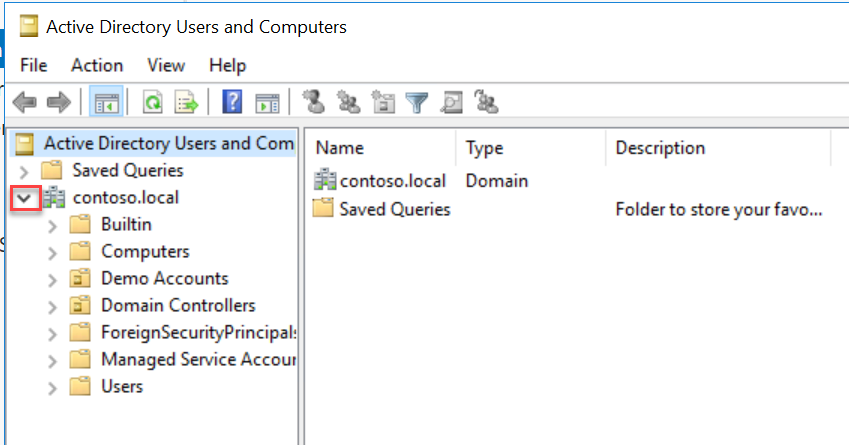 Active Directory Users and Computers
File Action View Help
Active Directory Users and Com
Name Type Description
Saved Queries
contoso.local
contoso.local Domain
Saved Queries Folder to store your favo...
Builtin
Computers
Demo Accounts
Domain Controllers
ForeignSecurityPrincipals
Managed Service Accour
Users